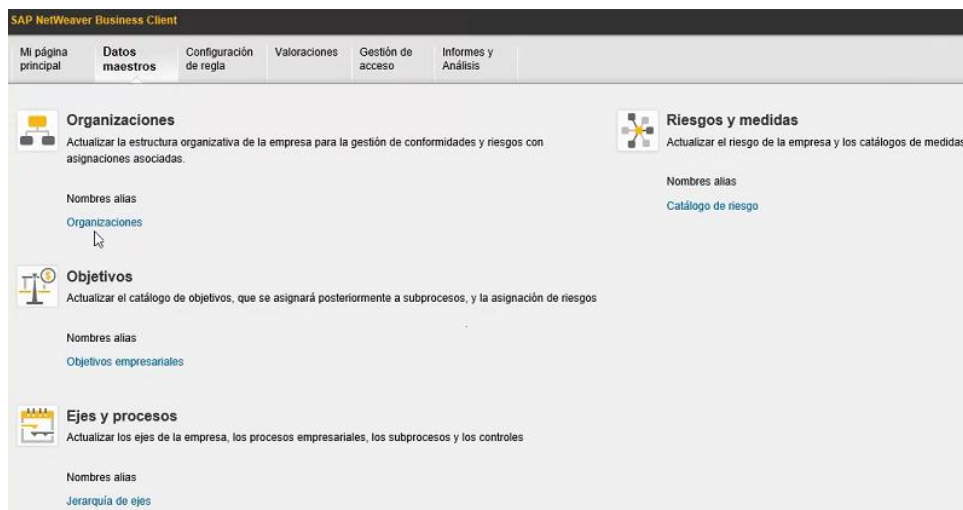 SAP NetWeaver Business Client
Mi página principal
Datos maestros
Configuración de regla
Valoraciones
Gestión de acceso
Informes y Análisis
Organizaciones
Actualizar la estructura organizativa de la empresa para la gestión de conformidades y riesgos con
asignaciones asociadas.
Nombres alias
Organizaciones
Riesgos y medidas
Actualizar el riesgo de la empresa y los catálogos de medidas
Nombres alias
Catálogo de riesgo
Objetivos
Actualizar el catálogo de objetivos, que se asignará posteriormente a subprocesos, y la asignación de riesgos
Nombres alias
Objetivos empresariales
Ejes y procesos
Actualizar los ejes de la empresa, los procesos empresariales, los subprocesos y los controles
Nombres alias
Jerarquía de ejes